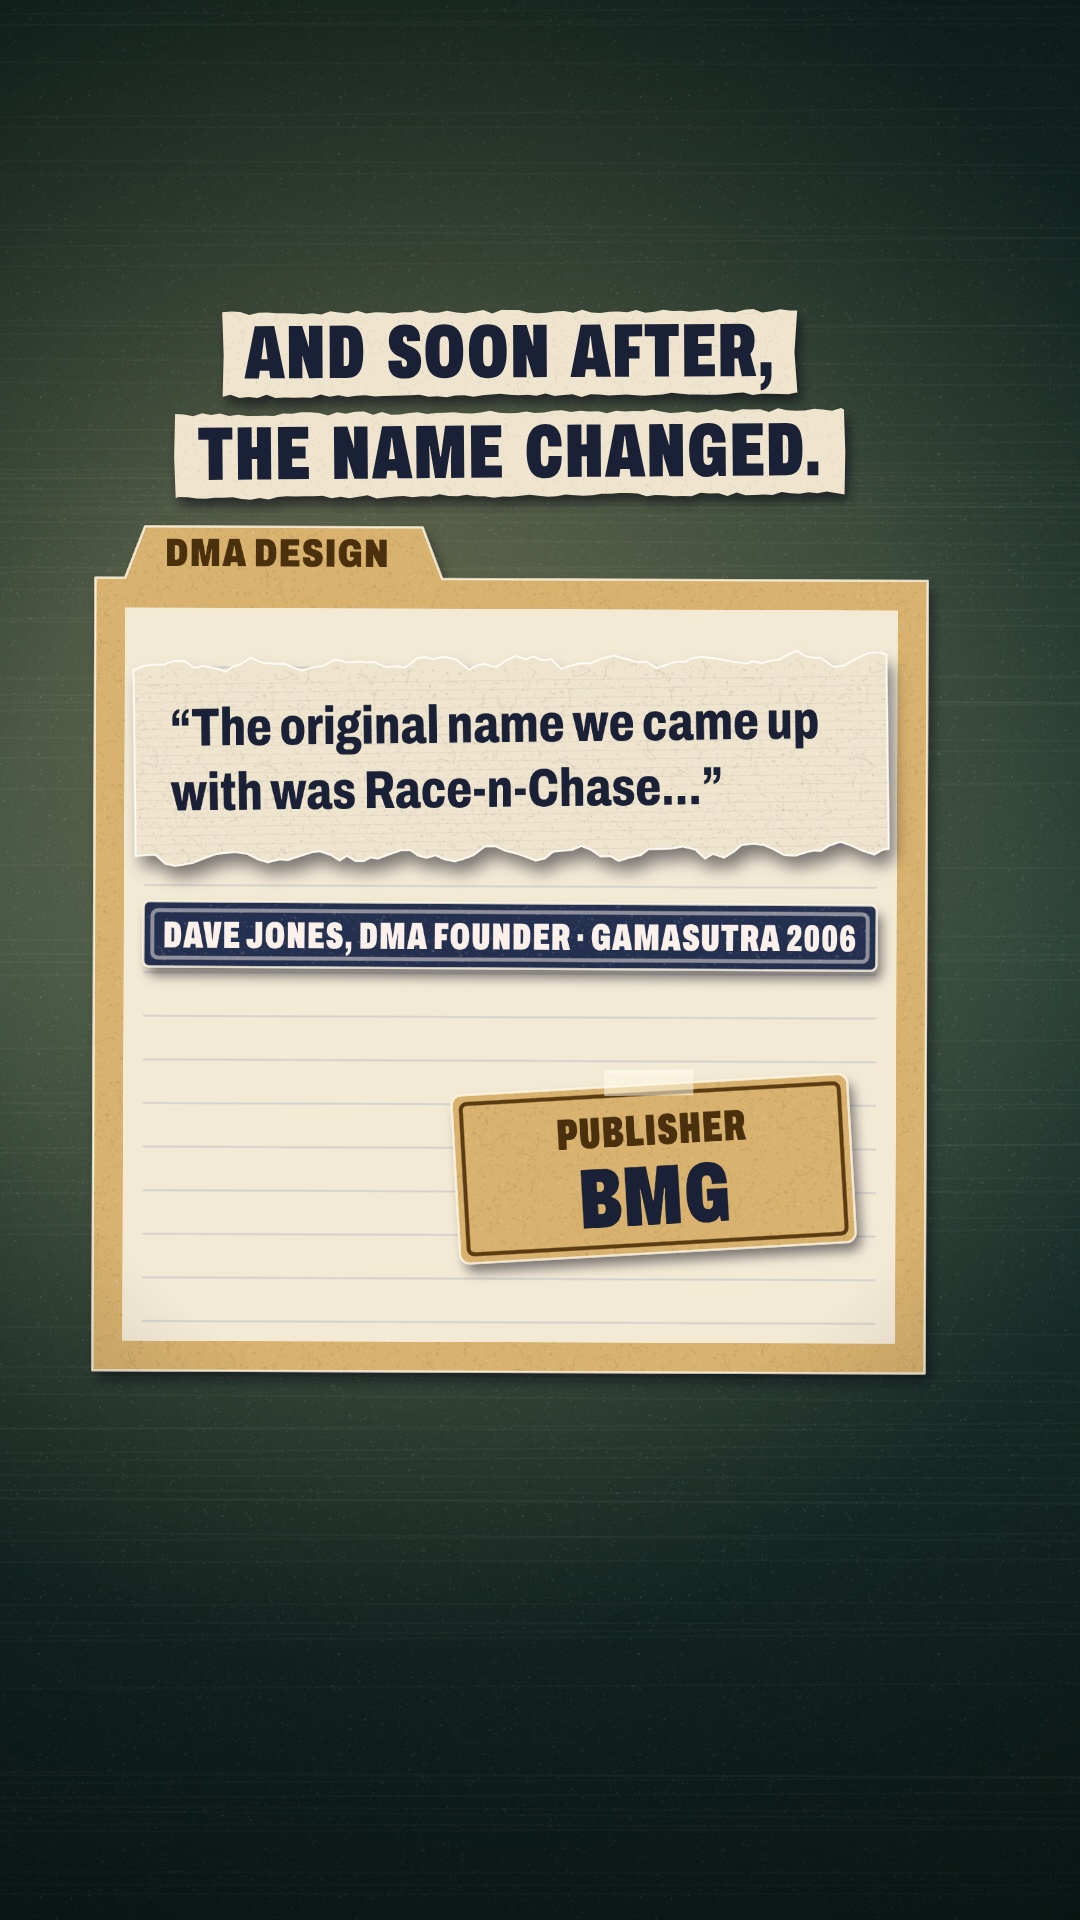 AND SOON AFTER,
THE NAME CHANGED.
DMA DESIGN
“The original name we came up
with was Race-n-Chase...”
DAVE JONES, DMA FOUNDER · GAMASUTRA 2006
PUBLISHER
BMG